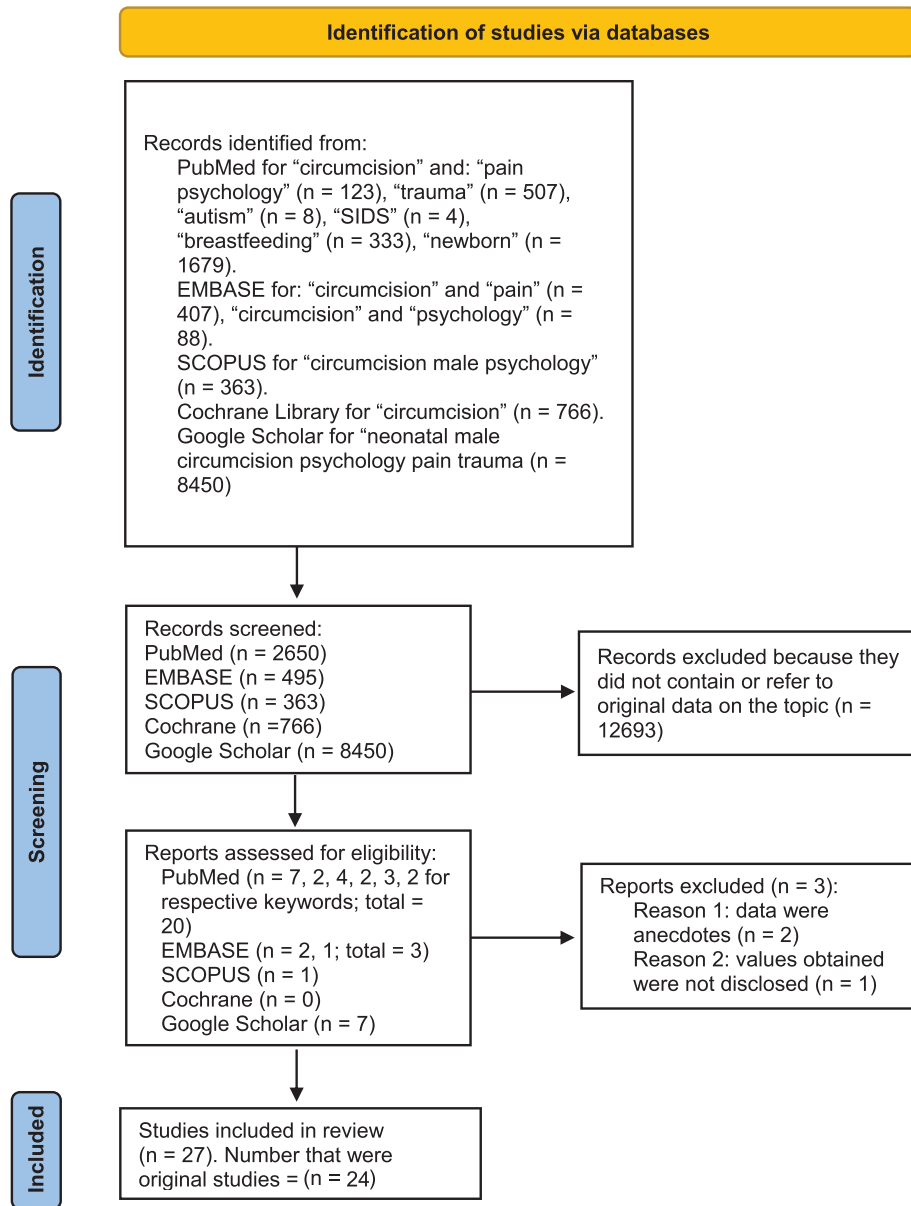 Identification of studies via databases
Identification
Records identified from:
PubMed for “circumcision” and: “pain
psychology” (n = 123), “trauma” (n = 507),
“autism” (n = 8), “SIDS” (n = 4),
“breastfeeding” (n = 333), “newborn” (n =
1679).
EMBASE for: “circumcision” and “pain” (n =
407), “circumcision” and “psychology” (n =
88).
SCOPUS for “circumcision male psychology”
(n = 363).
Cochrane Library for “circumcision” (n = 766).
Google Scholar for “neonatal male
circumcision psychology pain trauma (n =
8450)
Screening
Records screened:
PubMed (n = 2650)
EMBASE (n = 495)
SCOPUS (n = 363)
Cochrane (n =766)
Google Scholar (n = 8450)
Records excluded because they
did not contain or refer to
original data on the topic (n =
12693)
Reports assessed for eligibility:
PubMed (n = 7, 2, 4, 2, 3, 2 for
respective keywords; total =
20)
EMBASE (n = 2, 1; total = 3)
SCOPUS (n = 1)
Cochrane (n = 0)
Google Scholar (n = 7)
Reports excluded (n = 3):
Reason 1: data were
anecdotes (n = 2)
Reason 2: values obtained
were not disclosed (n = 1)
Included
Studies included in review
(n = 27). Number that were
original studies = (n = 24)